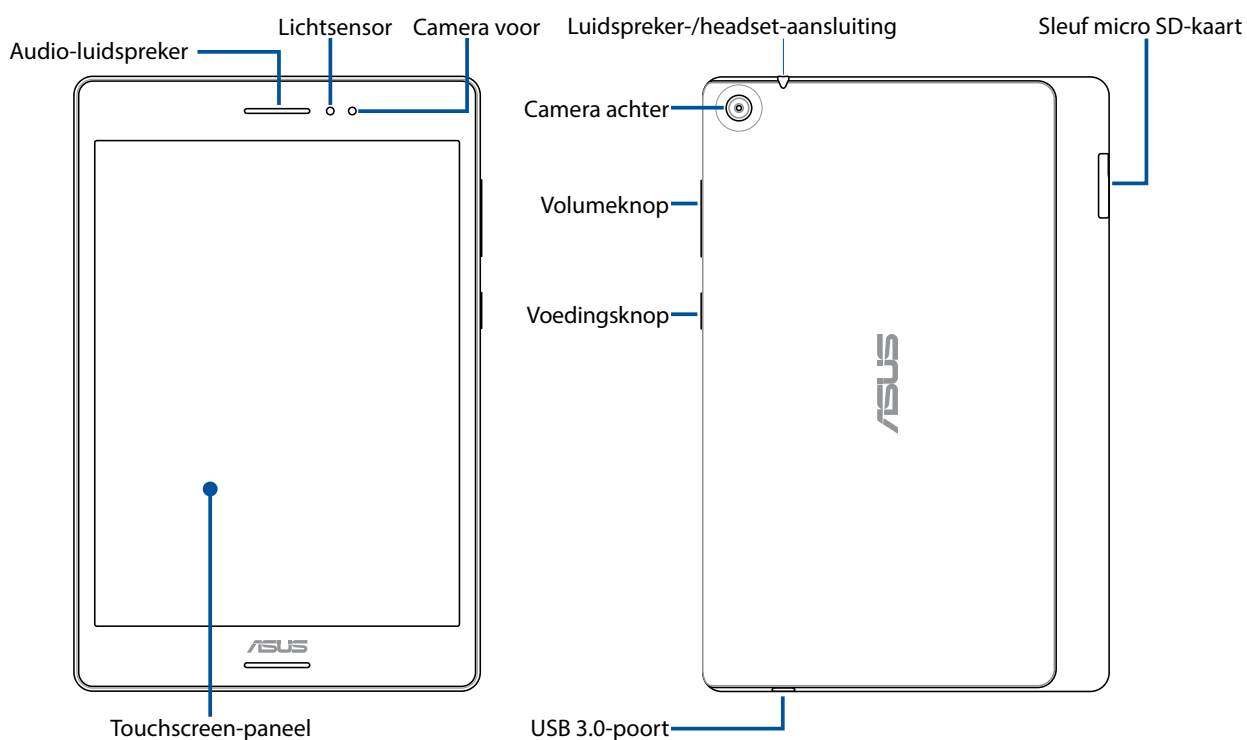 Lichtsensor
Camera voor
Luidspreker-/headset-aansluiting
Sleuf micro SD-kaart
Audio-luidspreker
Camera achter
Volumeknop
Voedingsknop
ASUS
ASUS
Touchscreen-paneel
USB 3.0-poort